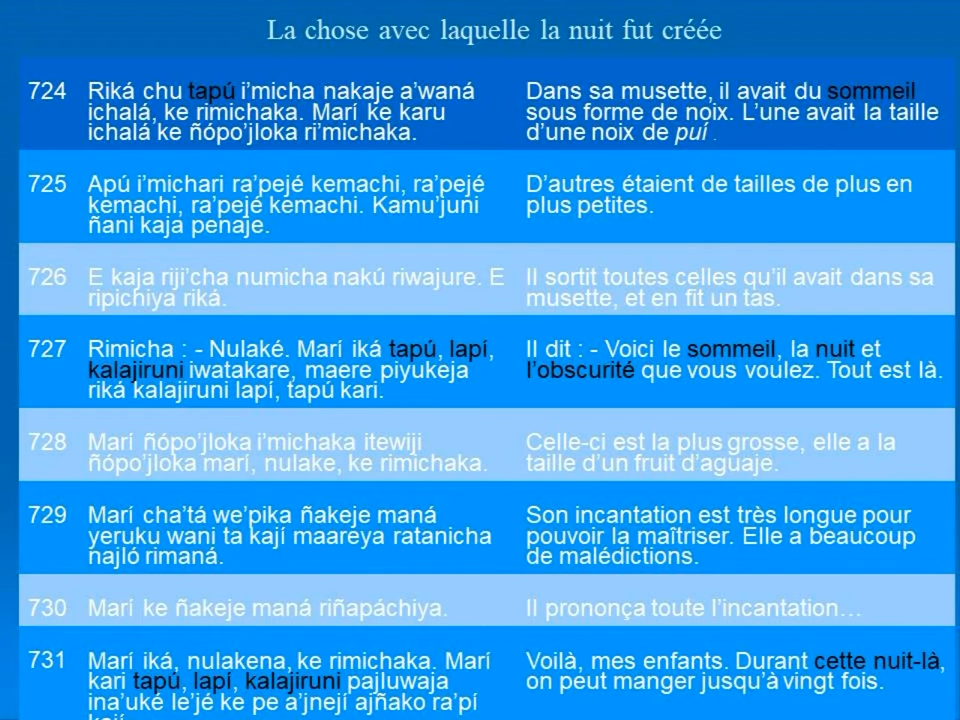 La chose avec laquelle la nuit fut créée
724 Riká chu tapú i’micha nakaje a’waná
ichalá, ke rimichaka. Marí ke karu
ichalá ke ñópo’jloka ri’michaka.
Dans sa musette, il avait du sommeil
sous forme de noix. L’une avait la taille
d’une noix de puí .
725 Apú i’michari ra’pejé kemachi, ra’pejé
kemachi, ra’pejé kemachi. Kamu’juni
ñani kaja penaje.
D’autres étaient de tailles de plus en
plus petites.
726 E kaja riji’cha numicha nakú riwajure. E
ripichiya riká.
Il sortit toutes celles qu’il avait dans sa
musette, et en fit un tas.
727 Rimicha : - Nulaké. Marí iká tapú, lapí,
kalajiruni iwatakare, maere piyukeja
riká kalajiruni lapí, tapú kari.
Il dit : - Voici le sommeil, la nuit et
l’obscurité que vous voulez. Tout est là.
728 Marí ñópo’jloka i’michaka itewiji
ñópo’jloka marí, nulake, ke rimichaka.
Celle-ci est la plus grosse, elle a la
taille d’un fruit d’aguaje.
729 Marí cha’tá we’pika ñakeje maná
yeruku wani ta kají maareya ratanicha
najló rimaná.
Son incantation est très longue pour
pouvoir la maîtriser. Elle a beaucoup
de malédictions.
730 Marí ke ñakeje maná riñapáchiya.
Il prononça toute l’incantation…
731 Marí iká, nulakena, ke rimichaka. Marí
kari tapú, lapí, kalajiruni pajluwaja
ina’uké le’jé ke pe a’jnejí ajñako ra’pí
kají
Voilà, mes enfants. Durant cette nuit-là,
on peut manger jusqu’à vingt fois.